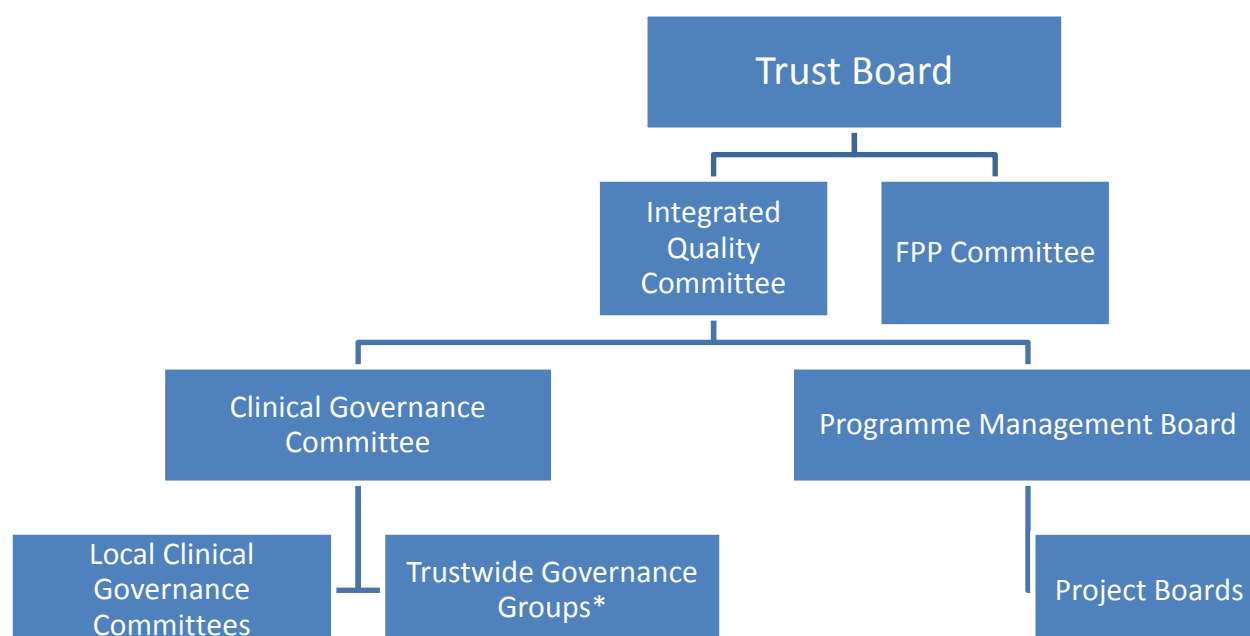 Trust Board
Integrated
Quality
Committee
FPP Committee
Clinical Governance
Committee
Programme Management Board
Local Clinical
Governance
Committees
Trustwide Governance
Groups*
Project Boards